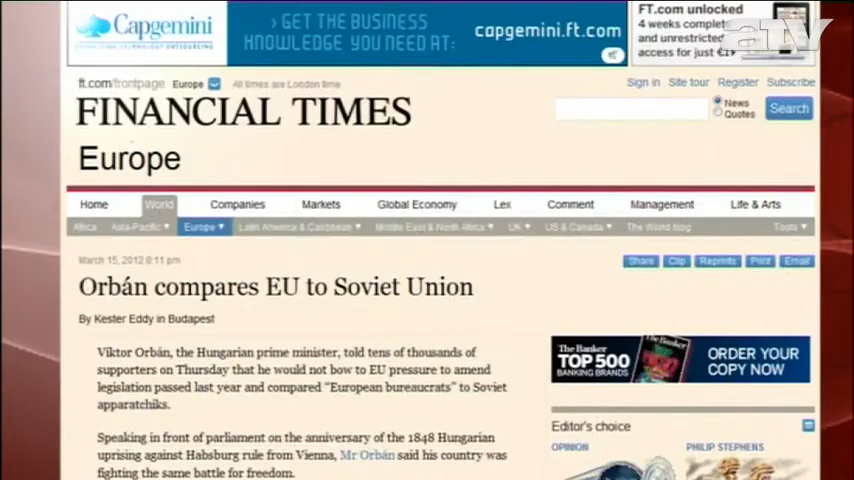 Capgemini
› GET THE BUSINESS
KNOWLEDGE YOU NEED AT:
capgemini.ft.com
FT.com unlocked
4 weeks complete
and unrestricted
access for just €1
atv
ft.com/frontpage Europe All times are London time
Sign in Site tour Register Subscribe
FINANCIAL TIMES
News
Quotes
Search
Europe
Home World Companies Markets Global Economy Lex Comment Management Life & Arts
Africa Asia-Pacific Europe Latin America & Caribbean Middle East & North Africa UK US & Canada The World blog Tools
March 15, 2012 8:11 pm
Share Clip Reprints Print Email
Orbán compares EU to Soviet Union
By Kester Eddy in Budapest
Viktor Orbán, the Hungarian prime minister, told tens of thousands of
supporters on Thursday that he would not bow to EU pressure to amend
legislation passed last year and compared “European bureaucrats” to Soviet
apparatchiks.
Speaking in front of parliament on the anniversary of the 1848 Hungarian
uprising against Habsburg rule from Vienna, Mr Orbán said his country was
fighting the same battle for freedom.
The Banker
TOP 500
BANKING BRANDS
The Banker
ORDER YOUR
COPY NOW
Editor's choice
OPINION
PHILIP STEPHENS